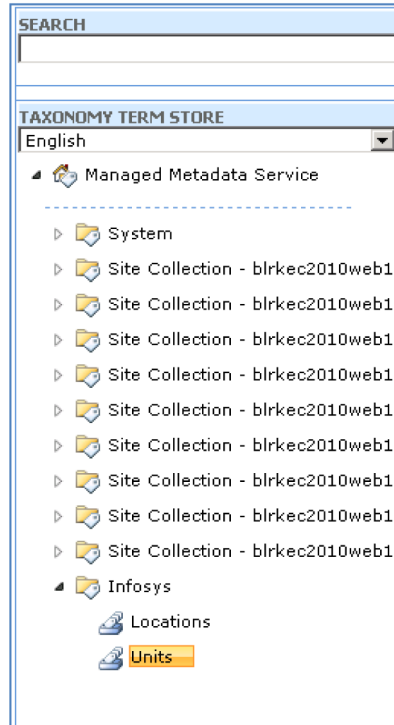 SEARCH
TAXONOMY TERM STORE
English
Managed Metadata Service
System
Site Collection - blrkec2010web1
Site Collection - blrkec2010web1
Site Collection - blrkec2010web1
Site Collection - blrkec2010web1
Site Collection - blrkec2010web1
Site Collection - blrkec2010web1
Site Collection - blrkec2010web1
Site Collection - blrkec2010web1
Site Collection - blrkec2010web1
Infosys
Locations
Units